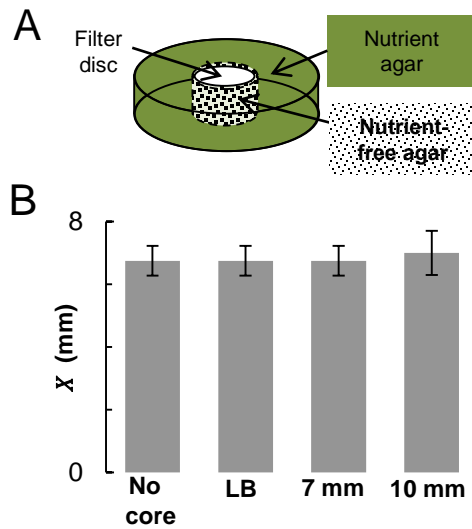 A
Filter
disc
Nutrient
agar
Nutrient-
free agar
B
8
X (mm)
0
No
core
LB
7 mm
10 mm